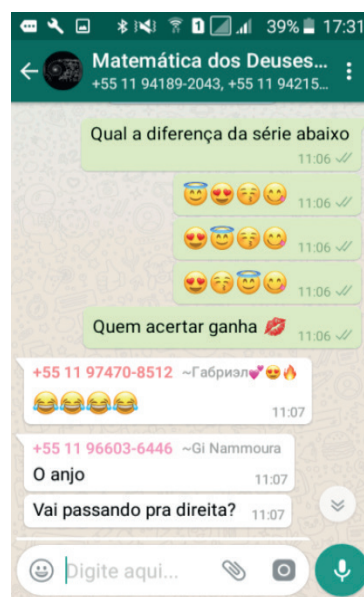 39% 17:31
Matemática dos Deuses...
+55 11 94189-2043, +55 11 94215...
Qual a diferença da série abaixo
11:06
😇😍😚😋 11:06
😍😇😚😋 11:06
😍😚😇😋 11:06
Quem acertar ganha 💋 11:06
+55 11 97470-8512 ~Габриэл💕😍🔥
😂😂😂😂
11:07
+55 11 96603-6446 ~Gi Nammoura
O anjo
11:07
Vai passando pra direita? 11:07
Digite aqui...